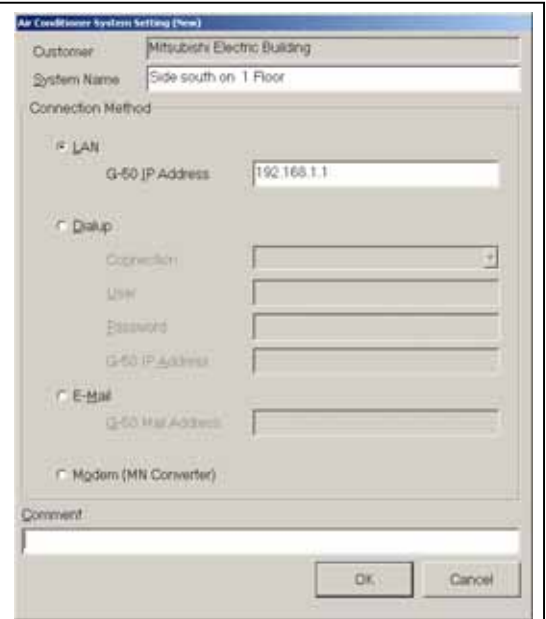 Air Conditioner System Setting (New)
Customer Mitsubishi Electric Building
System Name Side south on 1 Floor
Connection Method
LAN
G-50 IP Address 192.168.1.1
Dialup
Connection
User
Password
G-50 IP Address
E-Mail
G-50 Mail Address
Modem (MN Converter)
Comment
OK Cancel